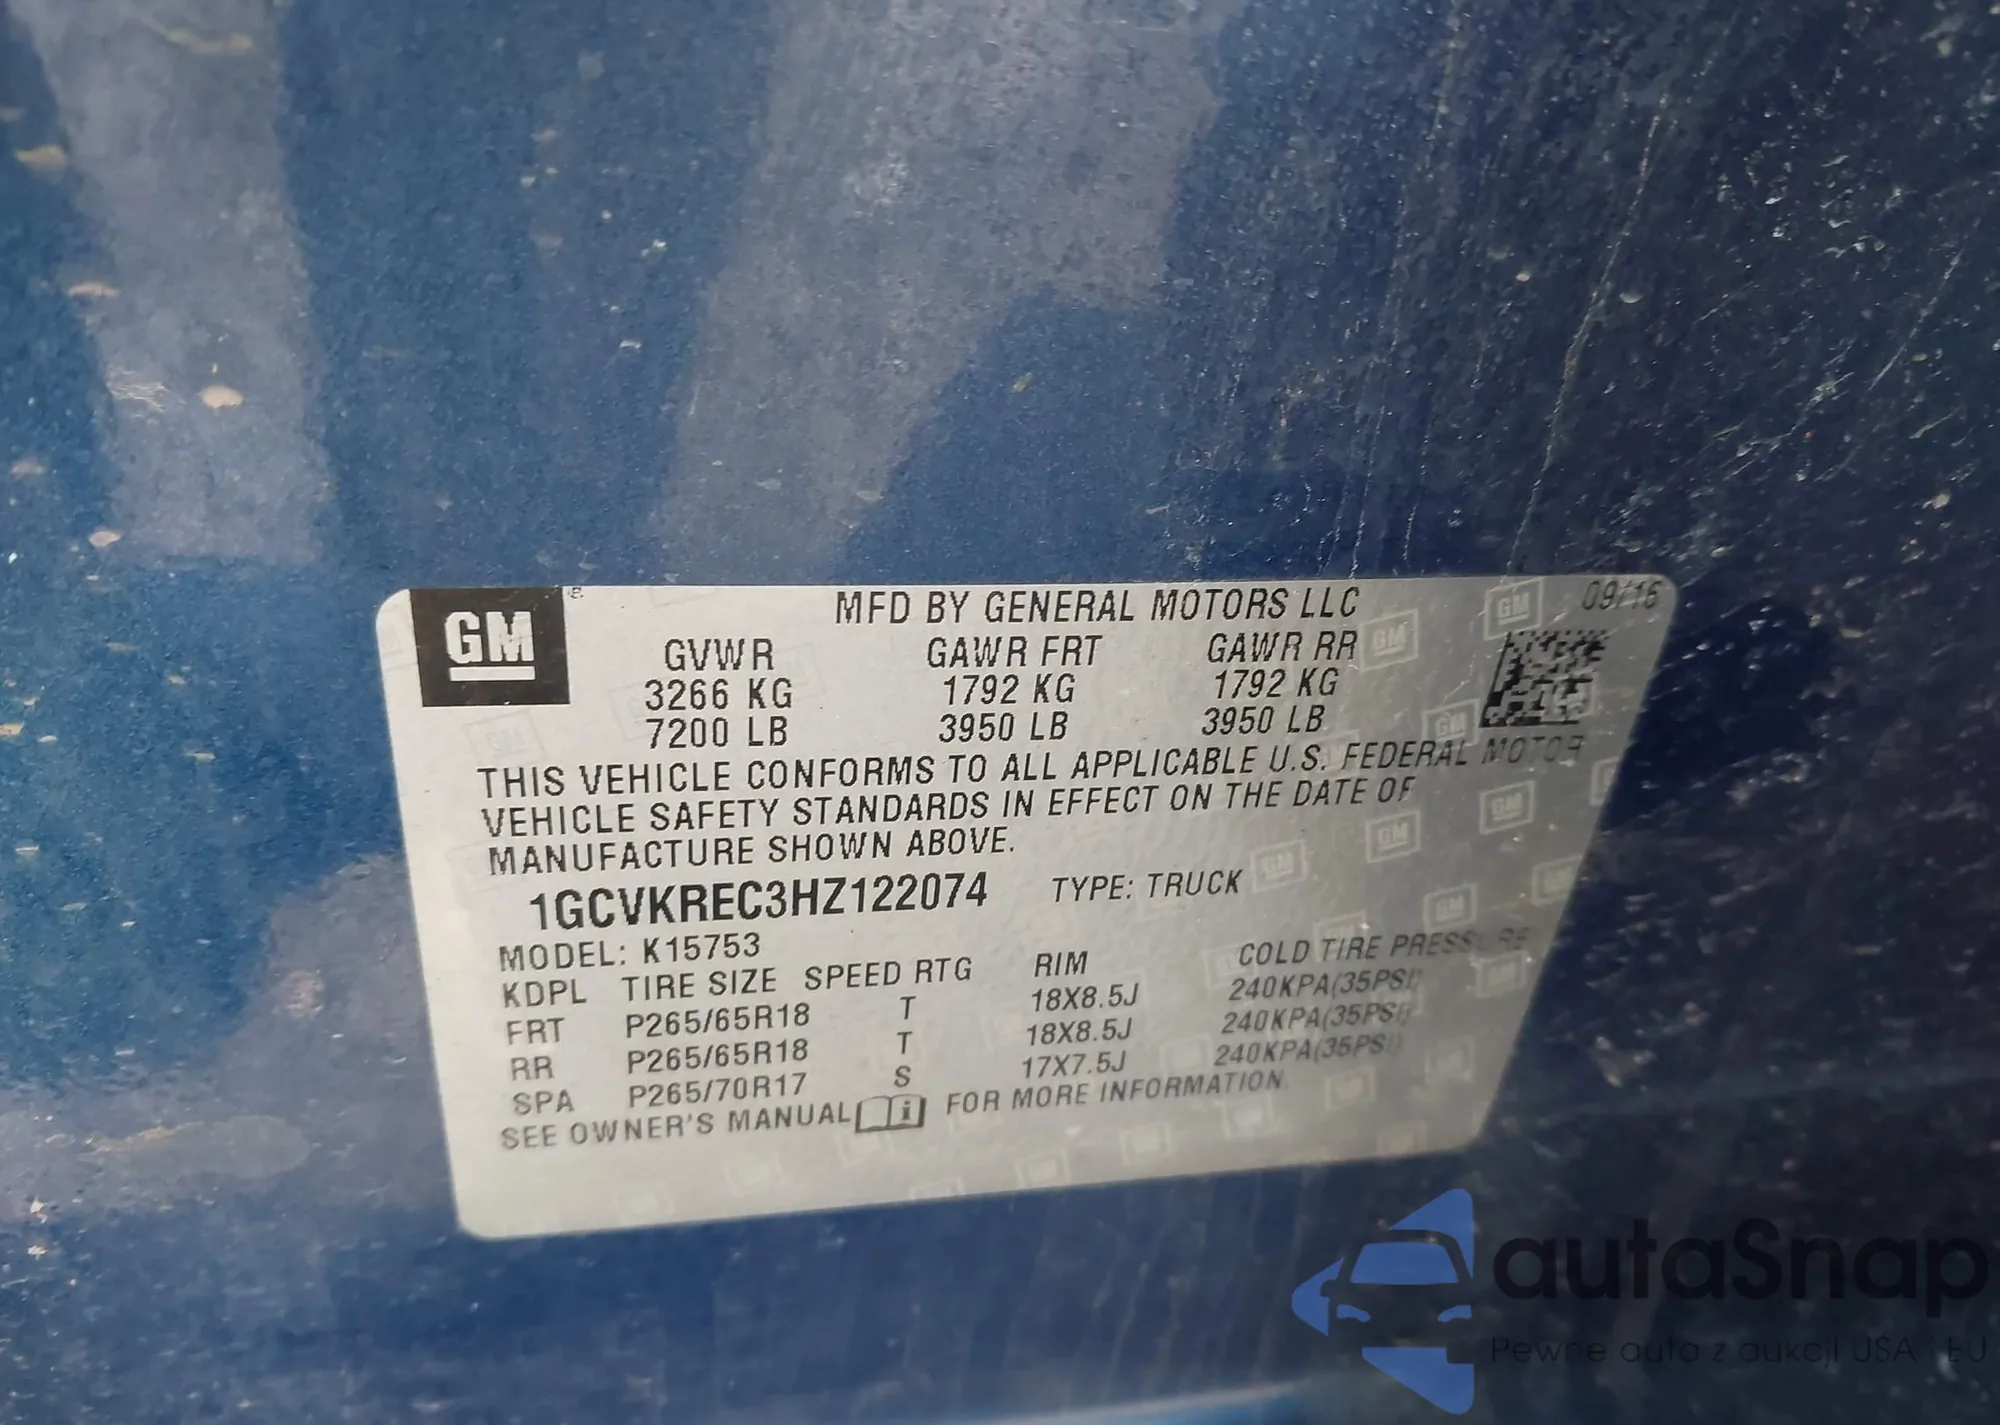 GM
MFD BY GENERAL MOTORS LLC 09/16
GVWR GAWR FRT GAWR RR
3266 KG 1792 KG 1792 KG
7200 LB 3950 LB 3950 LB
THIS VEHICLE CONFORMS TO ALL APPLICABLE U.S. FEDERAL MOTOR
VEHICLE SAFETY STANDARDS IN EFFECT ON THE DATE OF
MANUFACTURE SHOWN ABOVE.
1GCVKREC3HZ122074 TYPE: TRUCK
MODEL: K15753
KDPL TIRE SIZE SPEED RTG RIM COLD TIRE PRESSURE
FRT P265/65R18 T 18X8.5J 240KPA(35PSI)
RR P265/65R18 T 18X8.5J 240KPA(35PSI)
SPA P265/70R17 S 17X7.5J 240KPA(35PSI)
SEE OWNER'S MANUAL i FOR MORE INFORMATION.
autaSnap
Pewne auta z aukcji USA i EU